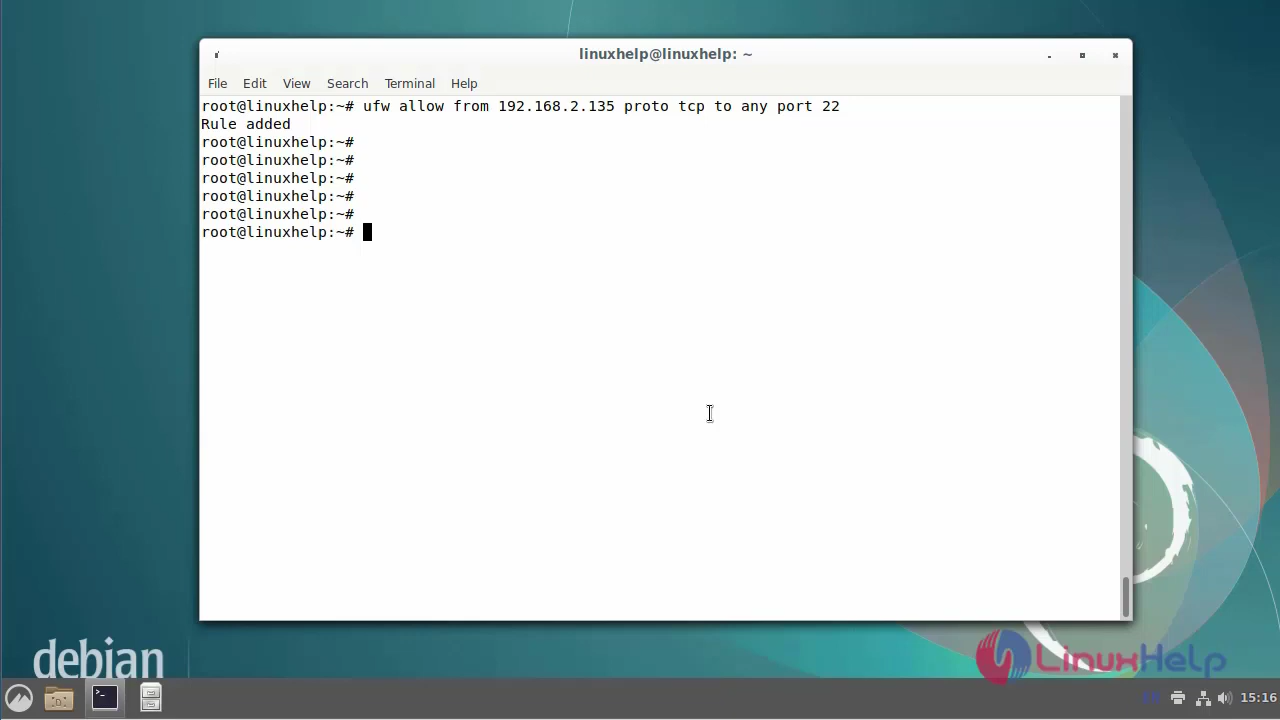 linuxhelp@linuxhelp: ~
File Edit View Search Terminal Help
root@linuxhelp:~# ufw allow from 192.168.2.135 proto tcp to any port 22
Rule added
root@linuxhelp:~#
root@linuxhelp:~#
root@linuxhelp:~#
root@linuxhelp:~#
root@linuxhelp:~#
root@linuxhelp:~#
debian
LinuxHelp
15:16